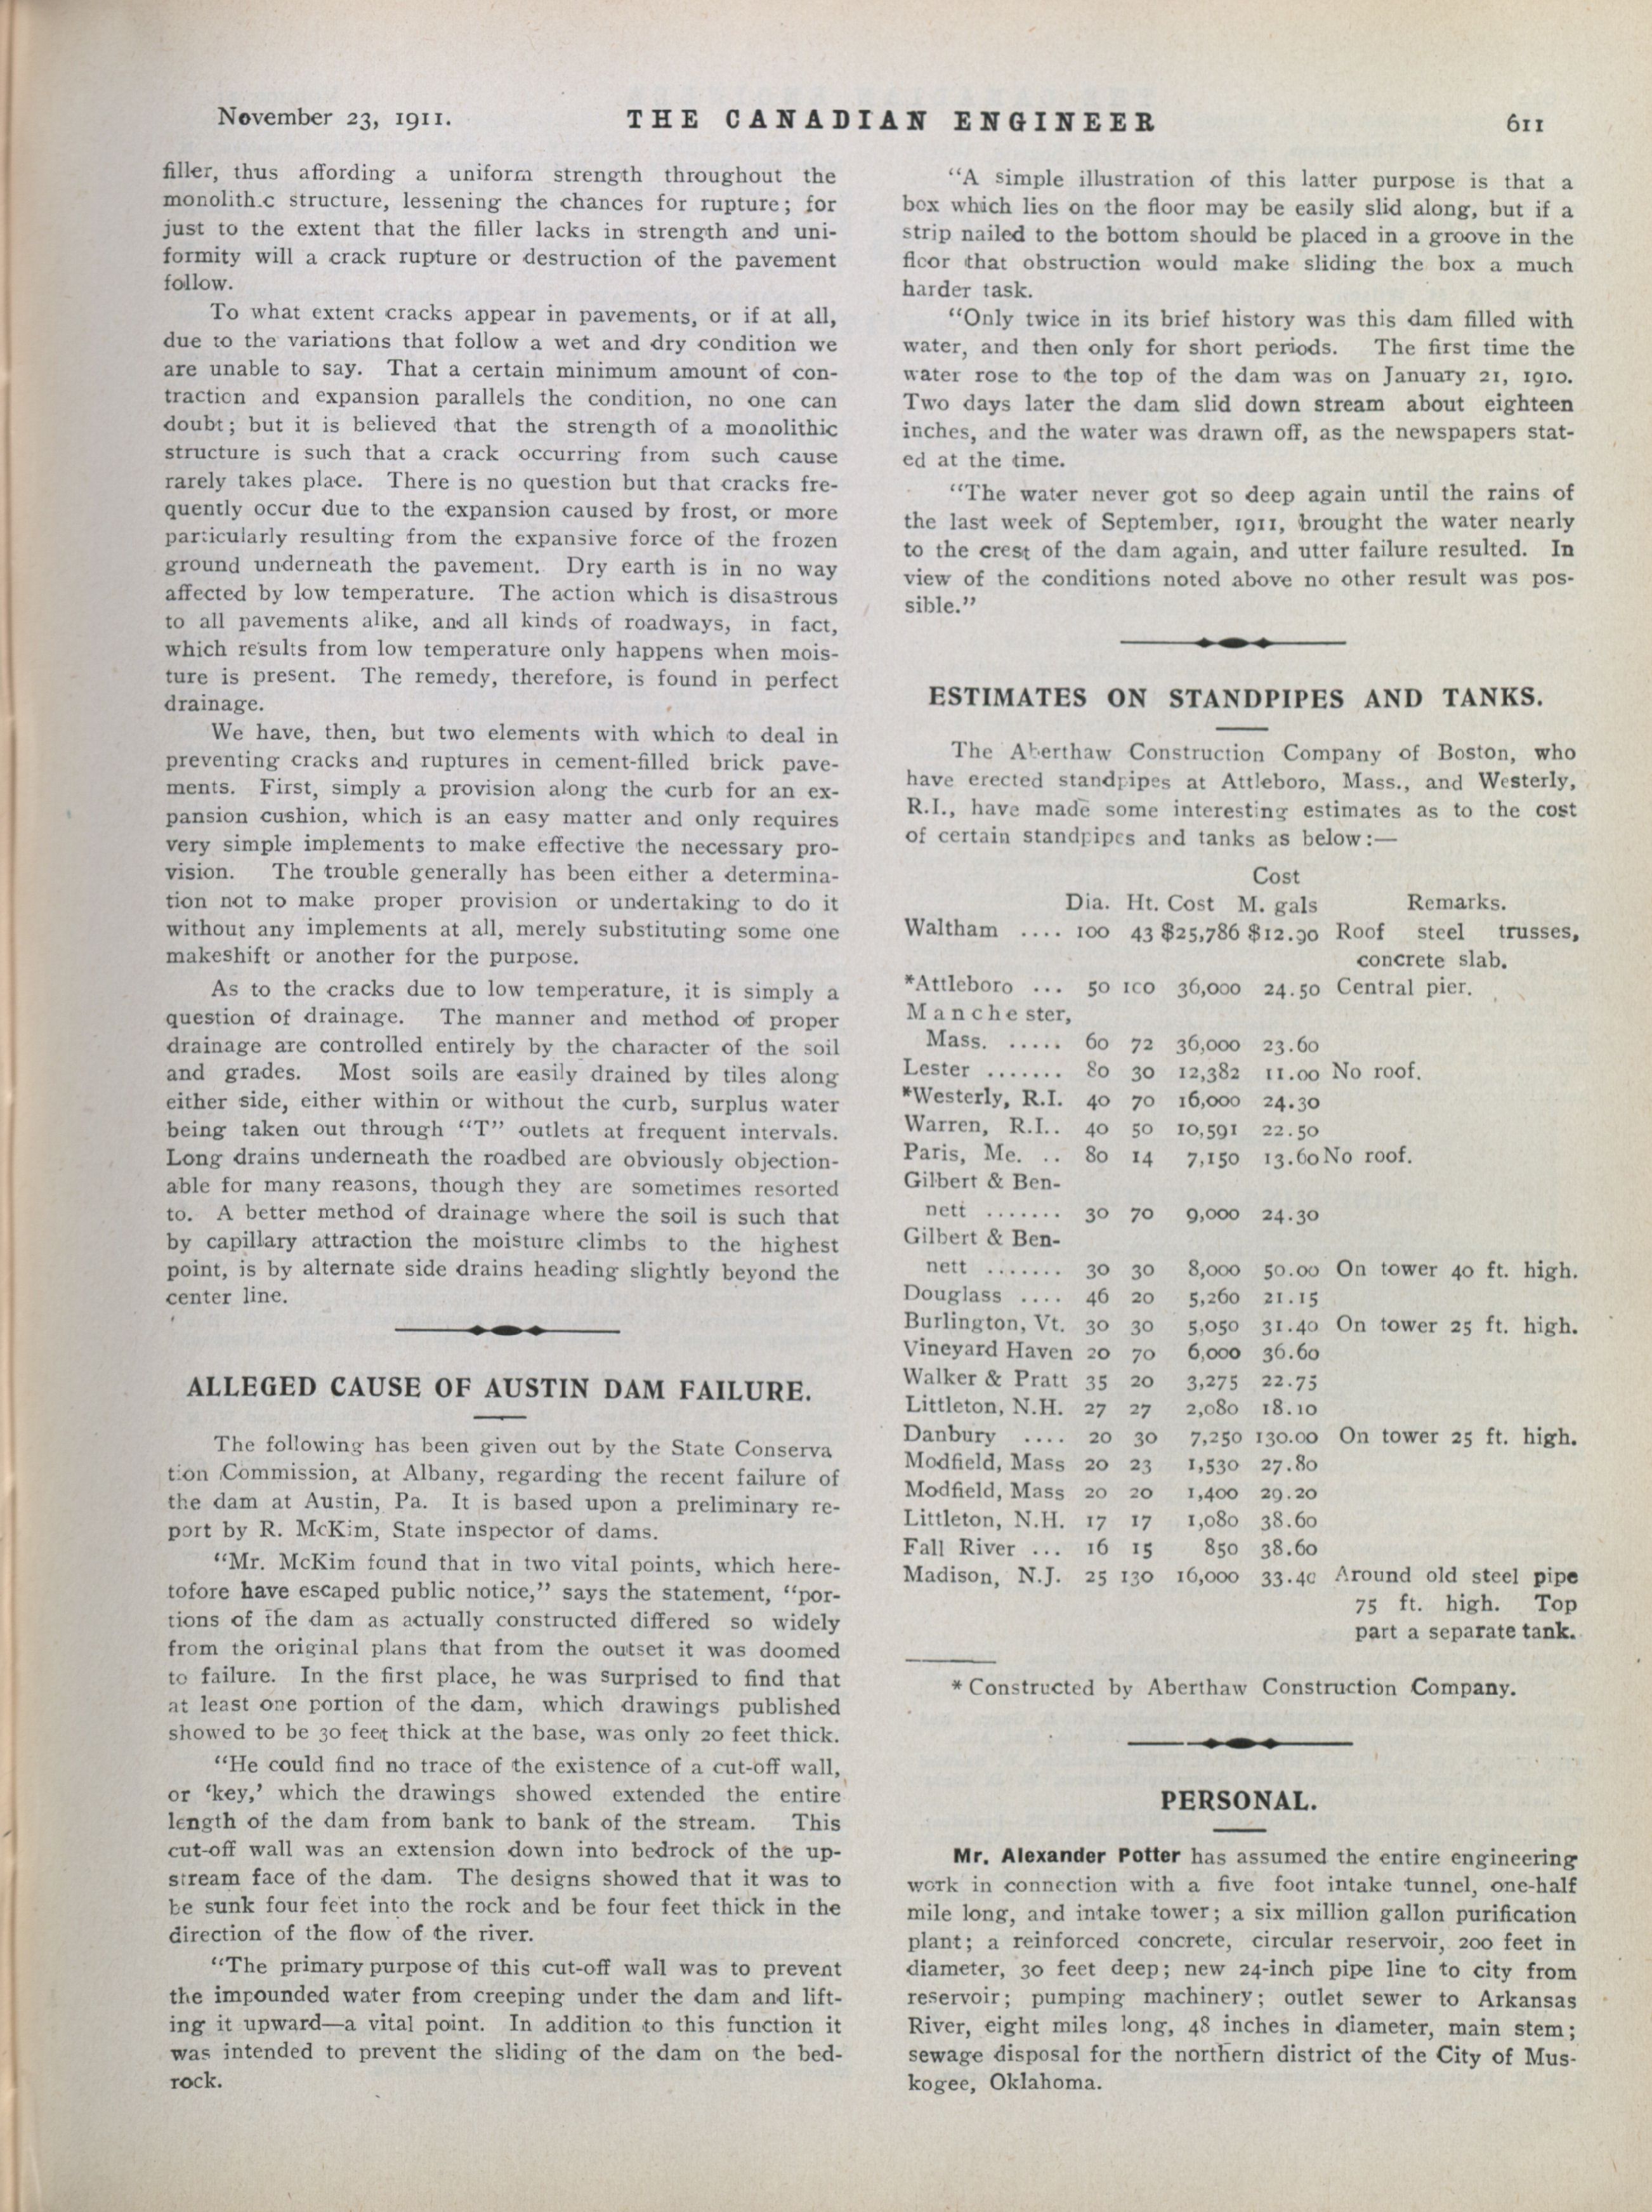 November 23, 1911.
THE CANADIAN ENGINEER
611
filler, thus affording a uniform strength throughout the
monolith.c structure, lessening the chances for rupture; for
just to the extent that the filler lacks in strength and uni-
formity will a crack rupture or destruction of the pavement
follow.
To what extent cracks appear in pavements, or if at all,
due to the variations that follow a wet and dry condition we
are unable to say. That a certain minimum amount of con-
traction and expansion parallels the condition, no one can
doubt; but it is believed that the strength of a monolithic
structure is such that a crack occurring from such cause
rarely takes place. There is no question but that cracks fre-
quently occur due to the expansion caused by frost, or more
particularly resulting from the expansive force of the frozen
ground underneath the pavement. Dry earth is in no way
affected by low temperature. The action which is disastrous
to all pavements alike, and all kinds of roadways, in fact,
which results from low temperature only happens when mois-
ture is present. The remedy, therefore, is found in perfect
drainage.
We have, then, but two elements with which to deal in
preventing cracks and ruptures in cement-filled brick pave-
ments. First, simply a provision along the curb for an ex-
pansion cushion, which is an easy matter and only requires
very simple implements to make effective the necessary pro-
vision. The trouble generally has been either a determina-
tion not to make proper provision or undertaking to do it
without any implements at all, merely substituting some one
makeshift or another for the purpose.
As to the cracks due to low temperature, it is simply a
question of drainage. The manner and method of proper
drainage are controlled entirely by the character of the soil
and grades. Most soils are easily drained by tiles along
either side, either within or without the curb, surplus water
being taken out through "T" outlets at frequent intervals.
Long drains underneath the roadbed are obviously objection-
able for many reasons, though they are sometimes resorted
to. A better method of drainage where the soil is such that
by capillary attraction the moisture climbs to the highest
point, is by alternate side drains heading slightly beyond the
center line.
ALLEGED CAUSE OF AUSTIN DAM FAILURE.
The following has been given out by the State Conserva
tion Commission, at Albany, regarding the recent failure of
the dam at Austin, Pa. It is based upon a preliminary re-
port by R. McKim, State inspector of dams.
"Mr. McKim found that in two vital points, which here-
tofore have escaped public notice," says the statement, "por-
tions of the dam as actually constructed differed so widely
from the original plans that from the outset it was doomed
to failure. In the first place, he was surprised to find that
at least one portion of the dam, which drawings published
showed to be 30 feet thick at the base, was only 20 feet thick.
"He could find no trace of the existence of a cut-off wall,
or 'key,' which the drawings showed extended the entire
length of the dam from bank to bank of the stream. This
cut-off wall was an extension down into bedrock of the up-
stream face of the dam. The designs showed that it was to
be sunk four feet into the rock and be four feet thick in the
direction of the flow of the river.
"The primary purpose of this cut-off wall was to prevent
the impounded water from creeping under the dam and lift-
ing it upward—a vital point. In addition to this function it
was intended to prevent the sliding of the dam on the bed-
rock.
"A simple illustration of this latter purpose is that a
box which lies on the floor may be easily slid along, but if a
strip nailed to the bottom should be placed in a groove in the
floor that obstruction would make sliding the box a much
harder task.
"Only twice in its brief history was this dam filled with
water, and then only for short periods. The first time the
water rose to the top of the dam was on January 21, 1910.
Two days later the dam slid down stream about eighteen
inches, and the water was drawn off, as the newspapers stat-
ed at the time.
"The water never got so deep again until the rains of
the last week of September, 1911, brought the water nearly
to the crest of the dam again, and utter failure resulted. In
view of the conditions noted above no other result was pos-
sible."
ESTIMATES ON STANDPIPES AND TANKS.
The Aberthaw Construction Company of Boston, who
have erected standpipes at Attleboro, Mass., and Westerly,
R.I., have made some interesting estimates as to the cost
of certain standpipes and tanks as below:—
Cost
Dia. Ht. Cost M. gals Remarks.
Waltham .... 100 43 $25,786 $12.90 Roof steel trusses,
concrete slab.
*Attleboro ... 50 100 36,000 24.50 Central pier.
Manchester,
Mass. ..... 60 72 36,000 23.60
Lester ....... 80 30 12,382 11.00 No roof.
*Westerly, R.I. 40 70 16,000 24.30
Warren, R.I.. 40 50 10,591 22.50
Paris, Me. .. 80 14 7,150 13.60 No roof.
Gilbert & Ben-
nett ....... 30 70 9,000 24.30
Gilbert & Ben-
nett ....... 30 30 8,000 50.00 On tower 40 ft. high.
Douglass .... 46 20 5,260 21.15
Burlington, Vt. 30 30 5,050 31.40 On tower 25 ft. high.
Vineyard Haven 20 70 6,000 36.60
Walker & Pratt 35 20 3,275 22.75
Littleton, N.H. 27 27 2,080 18.10
Danbury .... 20 30 7,250 130.00 On tower 25 ft. high.
Modfield, Mass 20 23 1,530 27.80
Modfield, Mass 20 20 1,400 29.20
Littleton, N.H. 17 17 1,080 38.60
Fall River ... 16 15 850 38.60
Madison, N.J. 25 130 16,000 33.40 Around old steel pipe
75 ft. high. Top
part a separate tank.
* Constructed by Aberthaw Construction Company.
PERSONAL.
Mr. Alexander Potter has assumed the entire engineering
work in connection with a five foot intake tunnel, one-half
mile long, and intake tower; a six million gallon purification
plant; a reinforced concrete, circular reservoir, 200 feet in
diameter, 30 feet deep; new 24-inch pipe line to city from
reservoir; pumping machinery; outlet sewer to Arkansas
River, eight miles long, 48 inches in diameter, main stem;
sewage disposal for the northern district of the City of Mus-
kogee, Oklahoma.